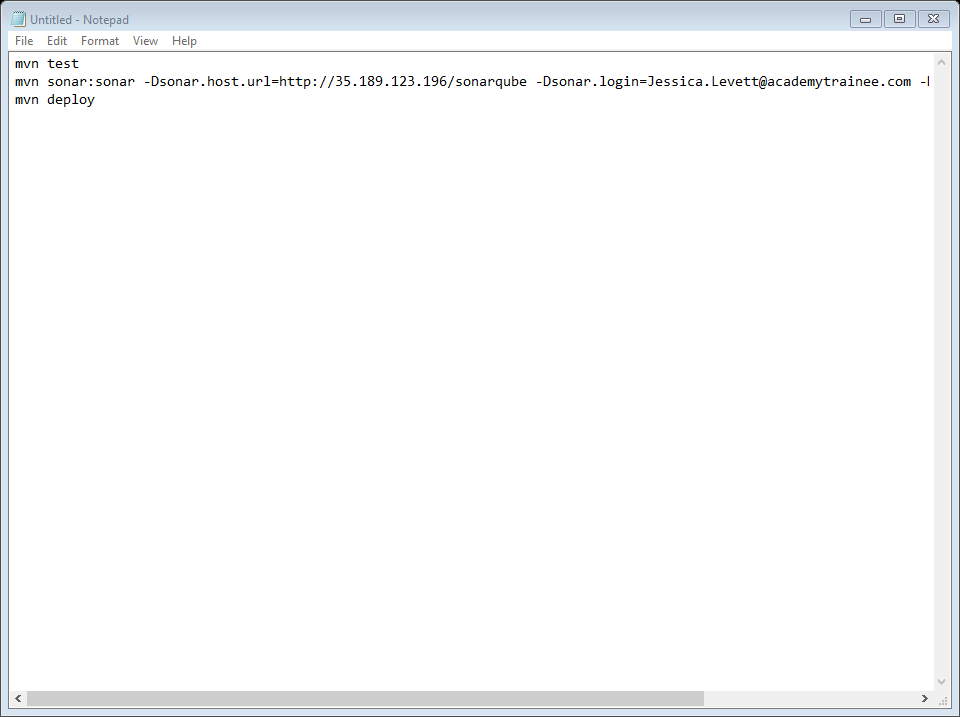 Untitled - Notepad
File Edit Format View Help
mvn test
mvn sonar:sonar -Dsonar.host.url=http://35.189.123.196/sonarqube -Dsonar.login=Jessica.Levett@academytrainee.com -
mvn deploy